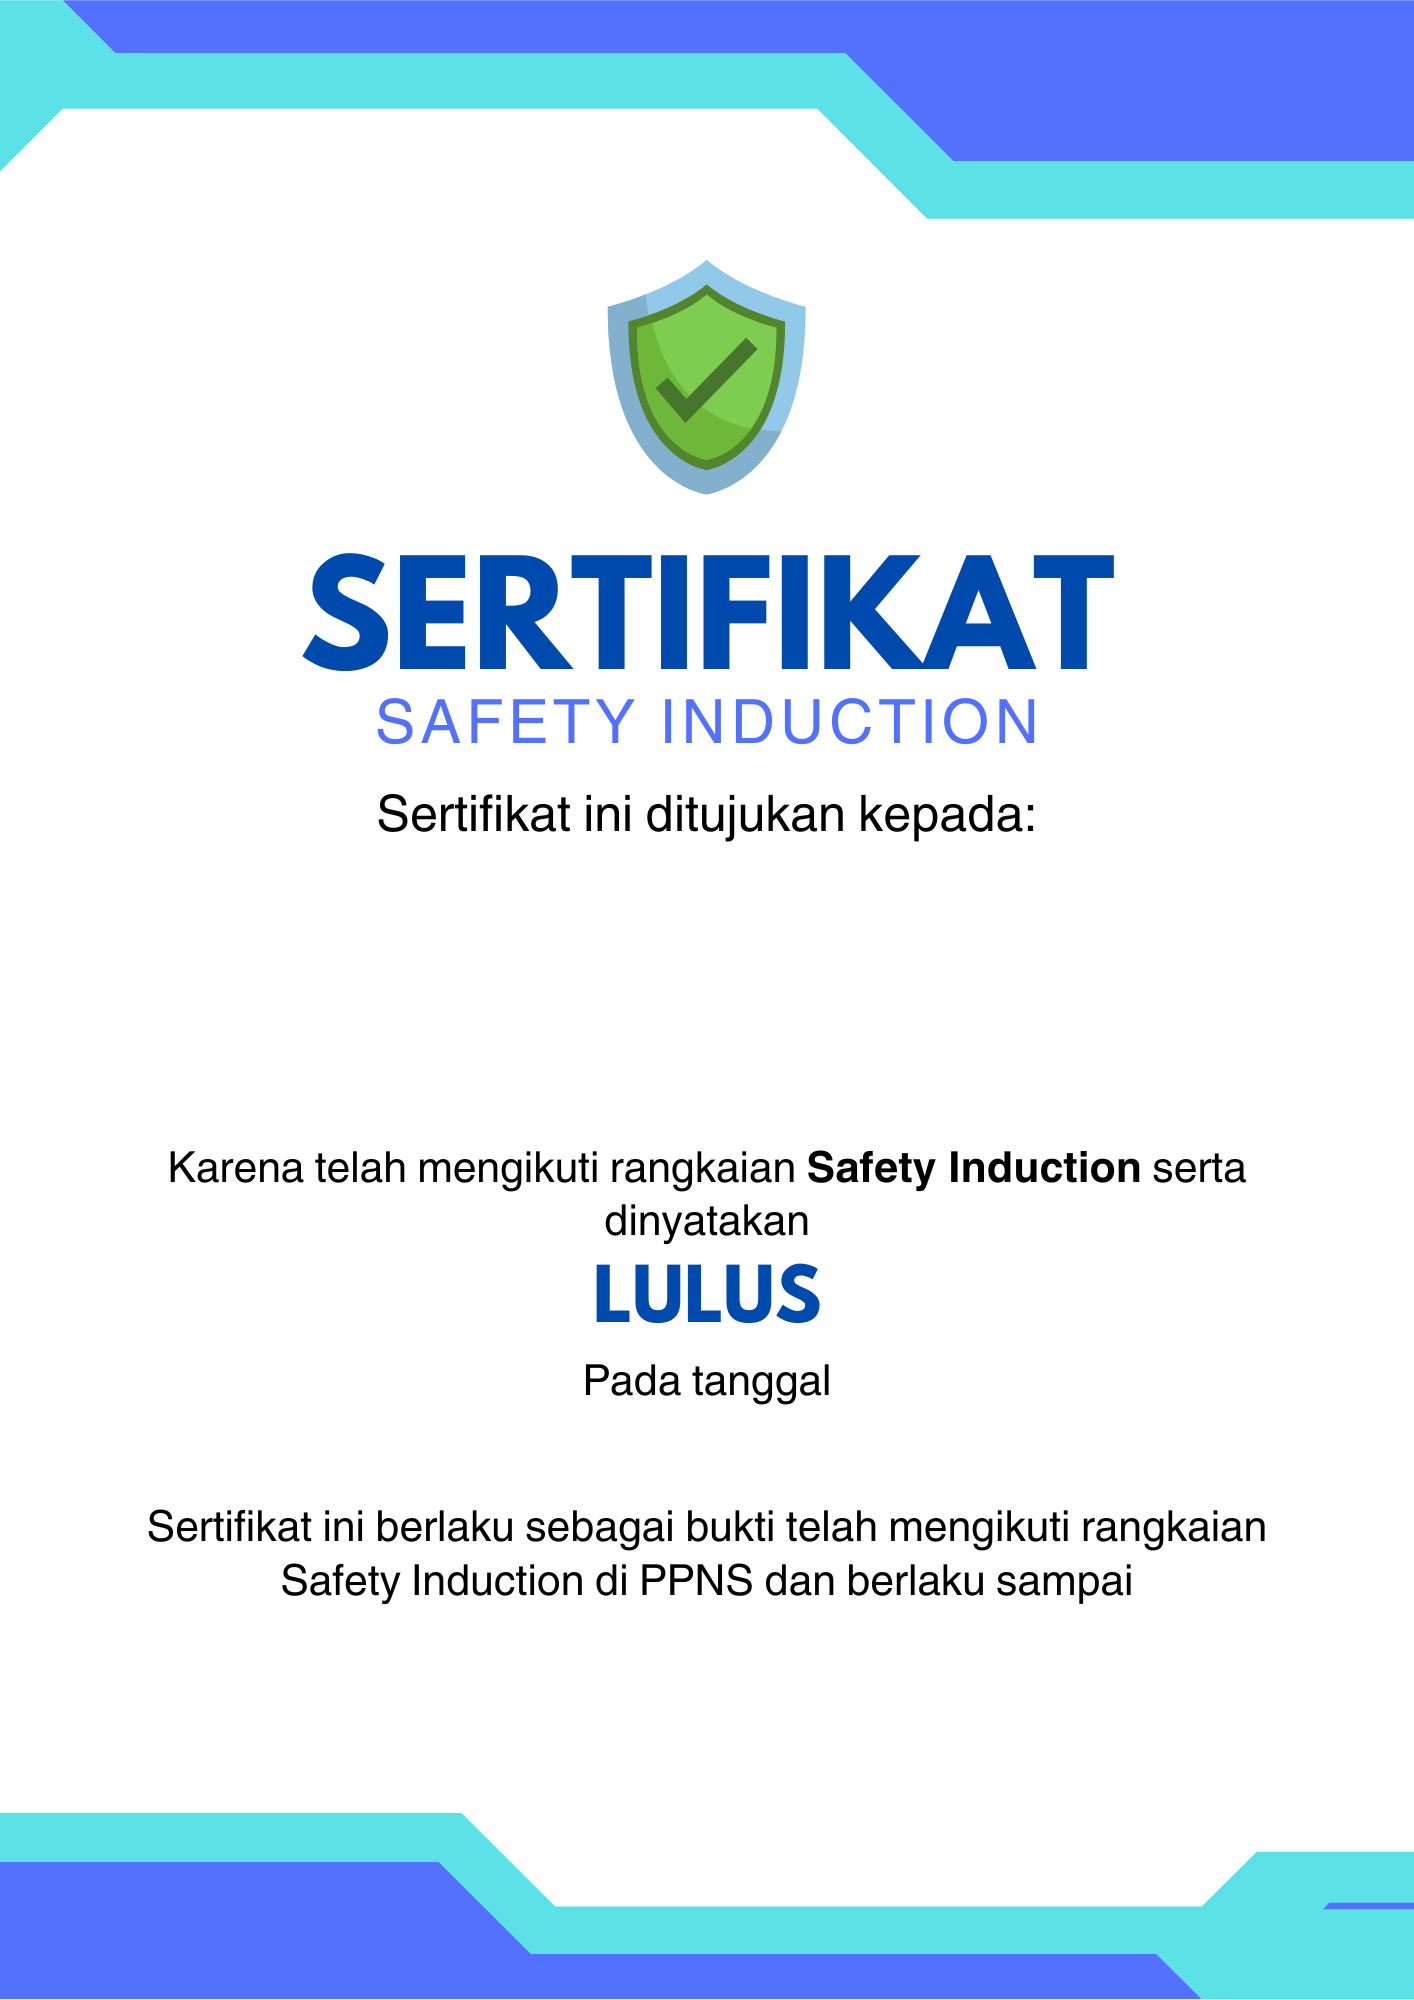 SERTIFIKAT
SAFETY INDUCTION
Sertifikat ini ditujukan kepada:
Karena telah mengikuti rangkaian Safety Induction serta
dinyatakan
LULUS
Pada tanggal
Sertifikat ini berlaku sebagai bukti telah mengikuti rangkaian
Safety Induction di PPNS dan berlaku sampai